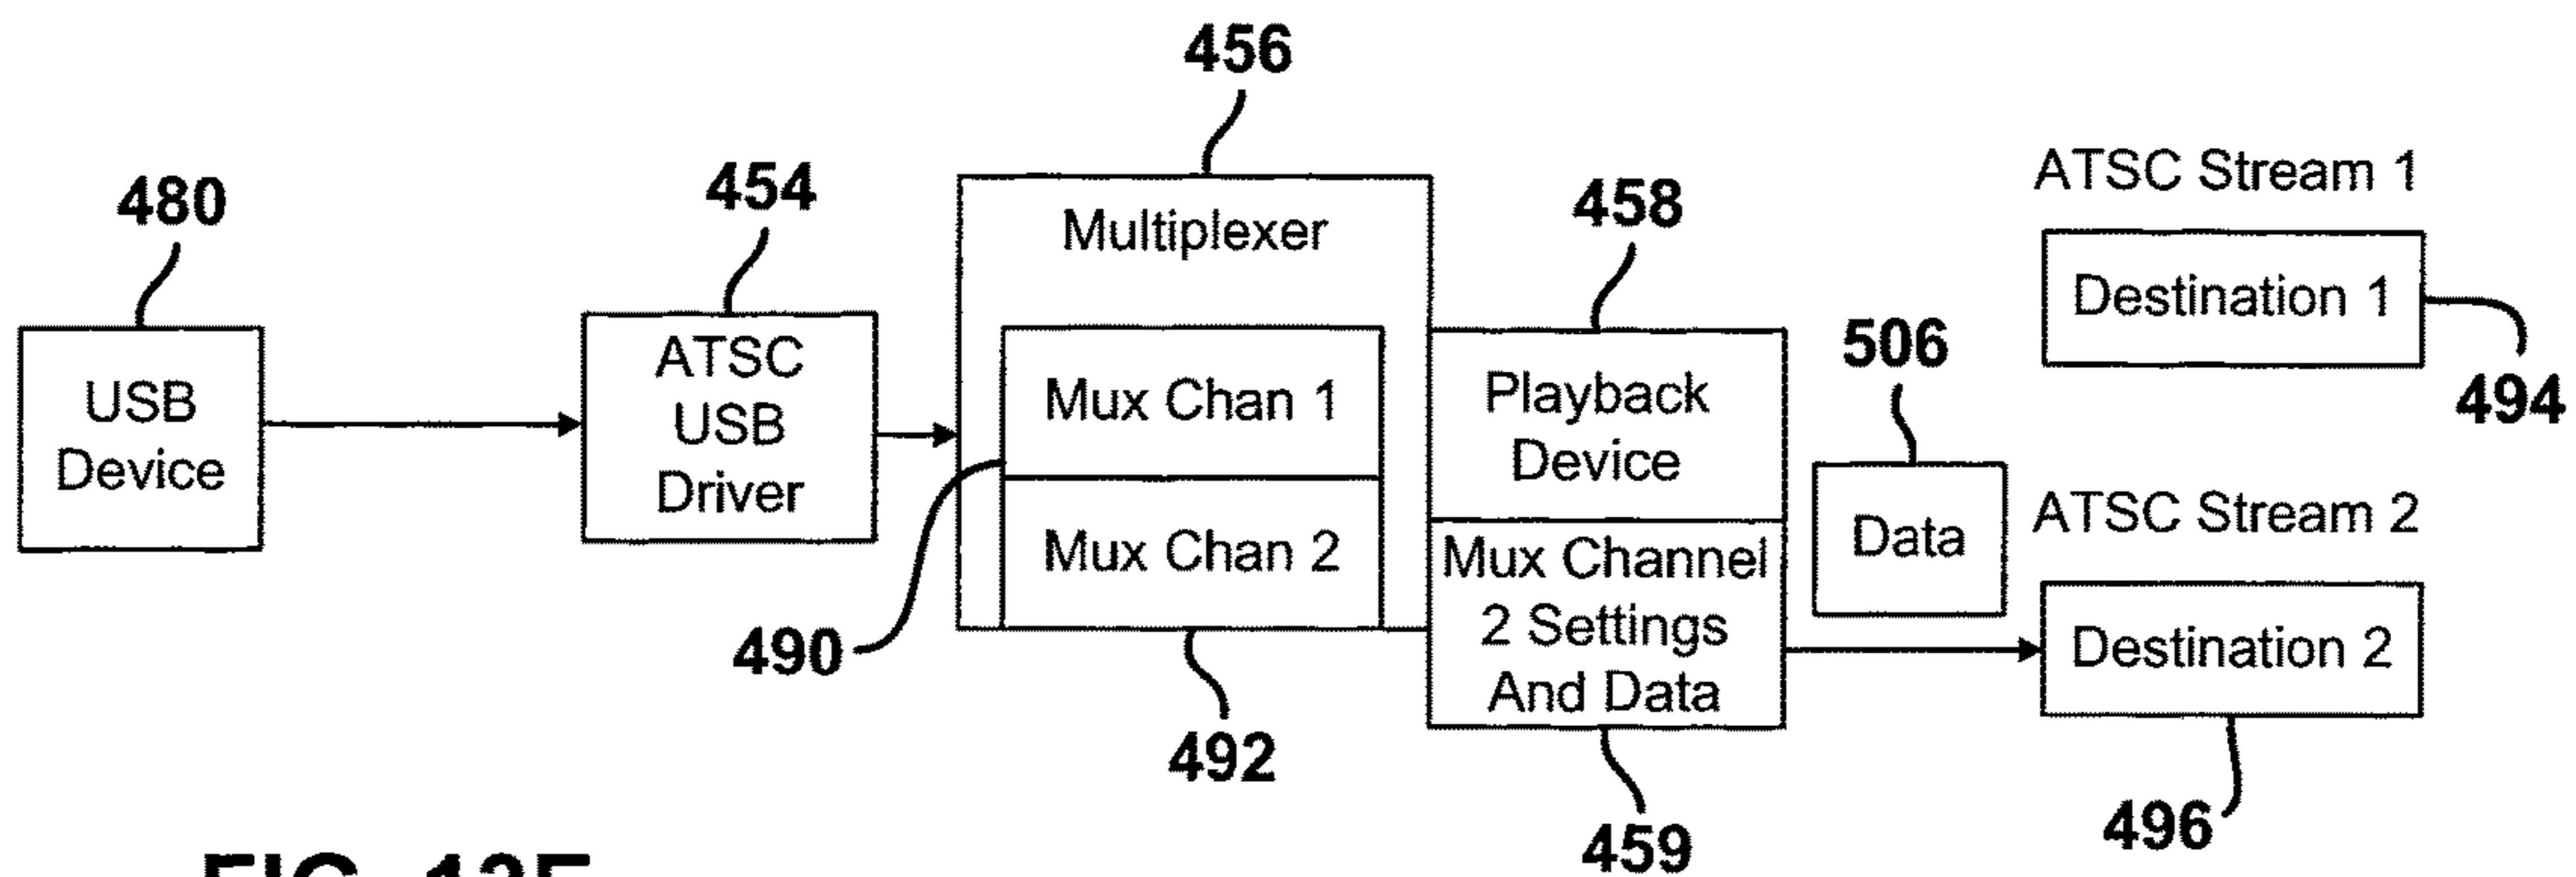 456
ATSC Stream 1
480
454
458
Multiplexer
Destination 1
506
494
USB
Device
ATSC
USB
Driver
Mux Chan 1
Playback
Device
Data
ATSC Stream 2
Mux Chan 2
Mux Channel
2 Settings
And Data
Destination 2
490
492
459
496